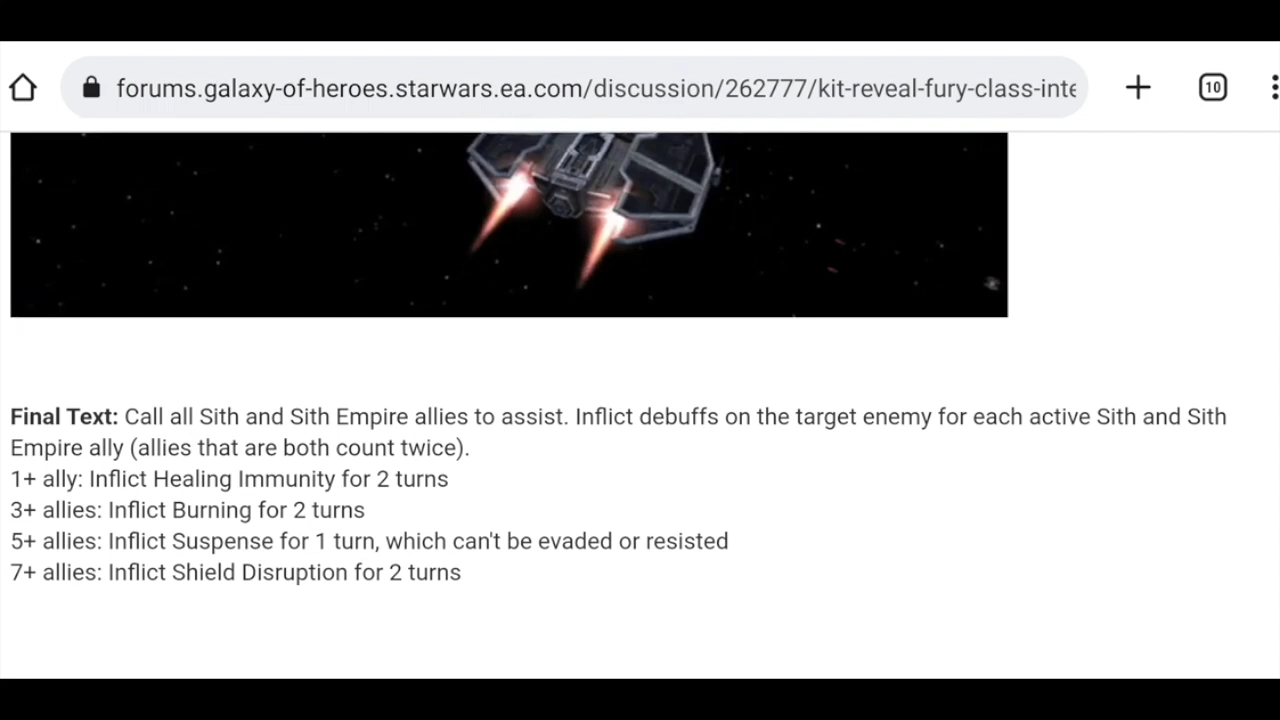 forums.galaxy-of-heroes.starwars.ea.com/discussion/262777/kit-reveal-fury-class-inte
10
Final Text: Call all Sith and Sith Empire allies to assist. Inflict debuffs on the target enemy for each active Sith and Sith
Empire ally (allies that are both count twice).
1+ ally: Inflict Healing Immunity for 2 turns
3+ allies: Inflict Burning for 2 turns
5+ allies: Inflict Suspense for 1 turn, which can't be evaded or resisted
7+ allies: Inflict Shield Disruption for 2 turns